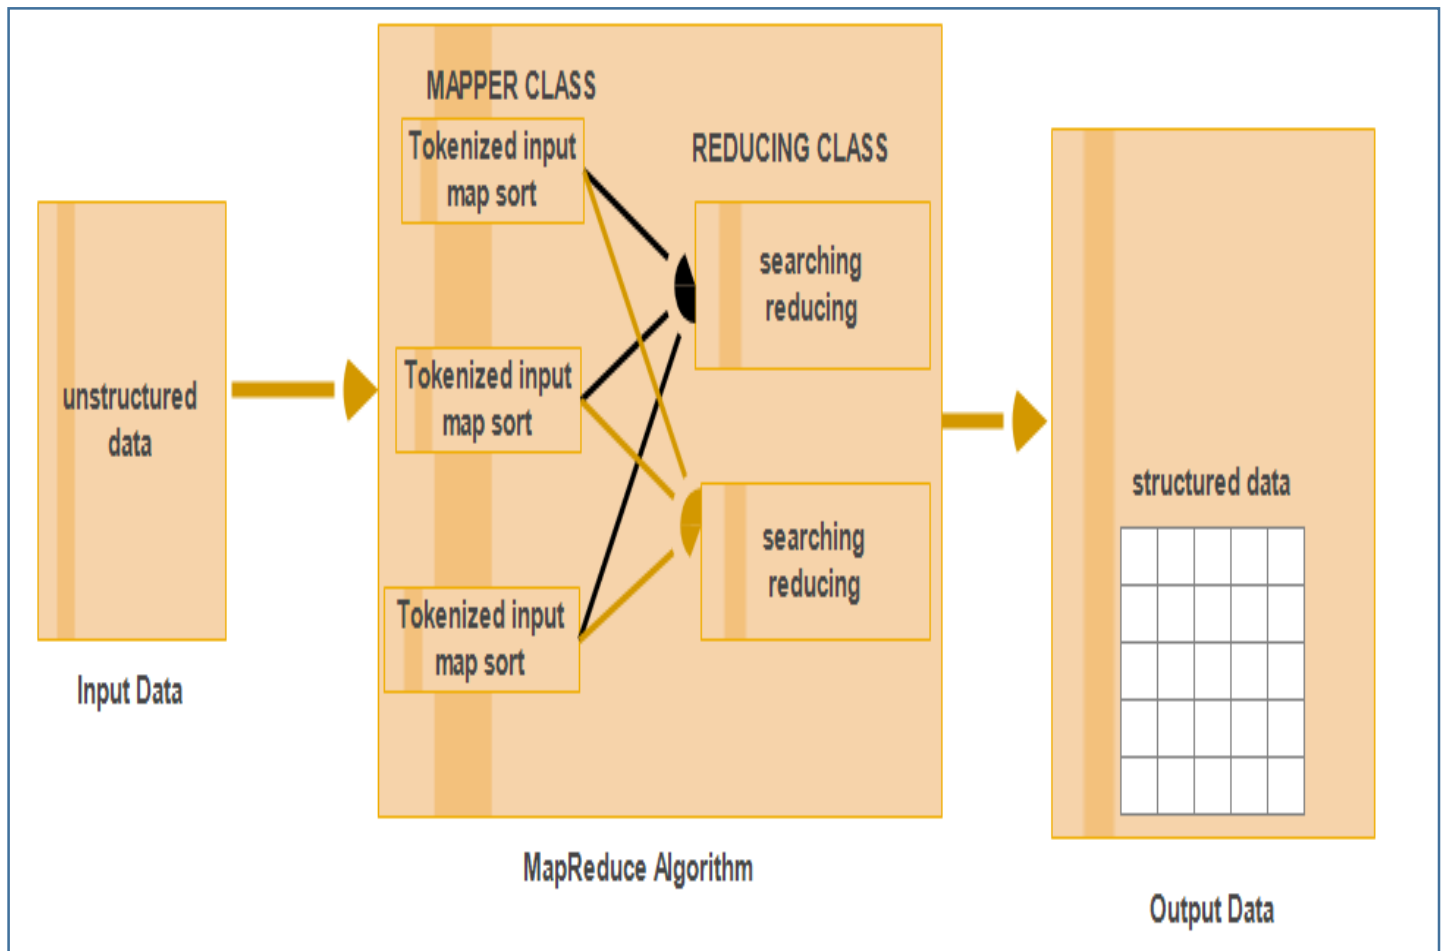 unstructured
data
Input Data
MAPPER CLASS
Tokenized input
map sort
Tokenized input
map sort
Tokenized input
map sort
REDUCING CLASS
searching
reducing
searching
reducing
MapReduce Algorithm
structured data
Output Data